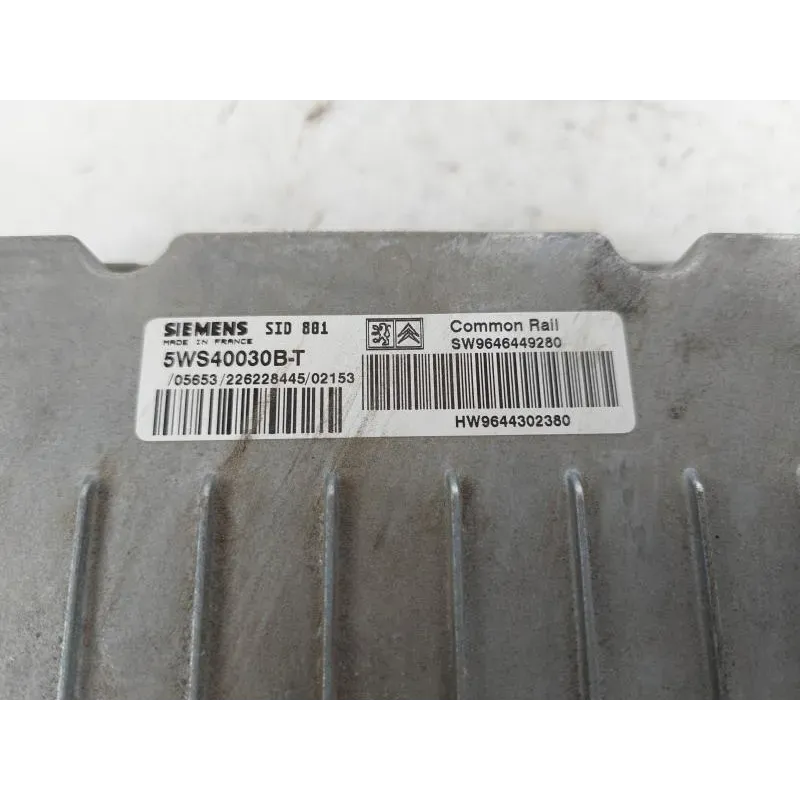 SIEMENS SID 801
MADE IN FRANCE
5WS40030B-T
/05653/226228445/02153
Common Rail
SW9646449280
HW9644302380